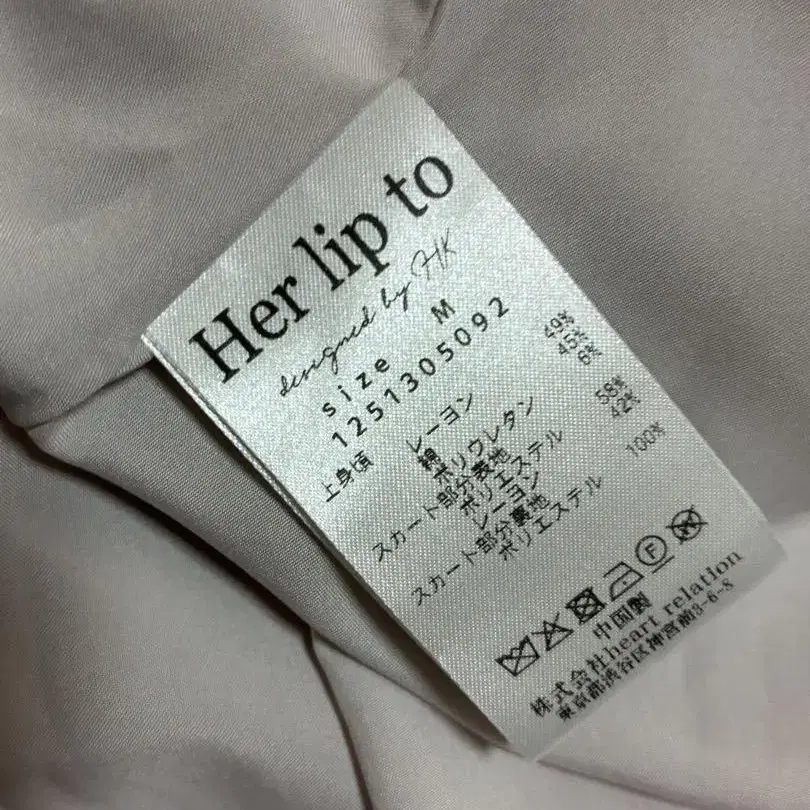 Her lip to
designed by HK
size M
1251305092
上身頃 レーヨン 49%
綿 45%
ポリウレタン 6%
スカート部分表地
ポリエステル 58%
レーヨン 42%
スカート部分裏地
ポリエステル 100%
F W
中国製
株式会社heart relation
東京都渋谷区神宮前3-6-8